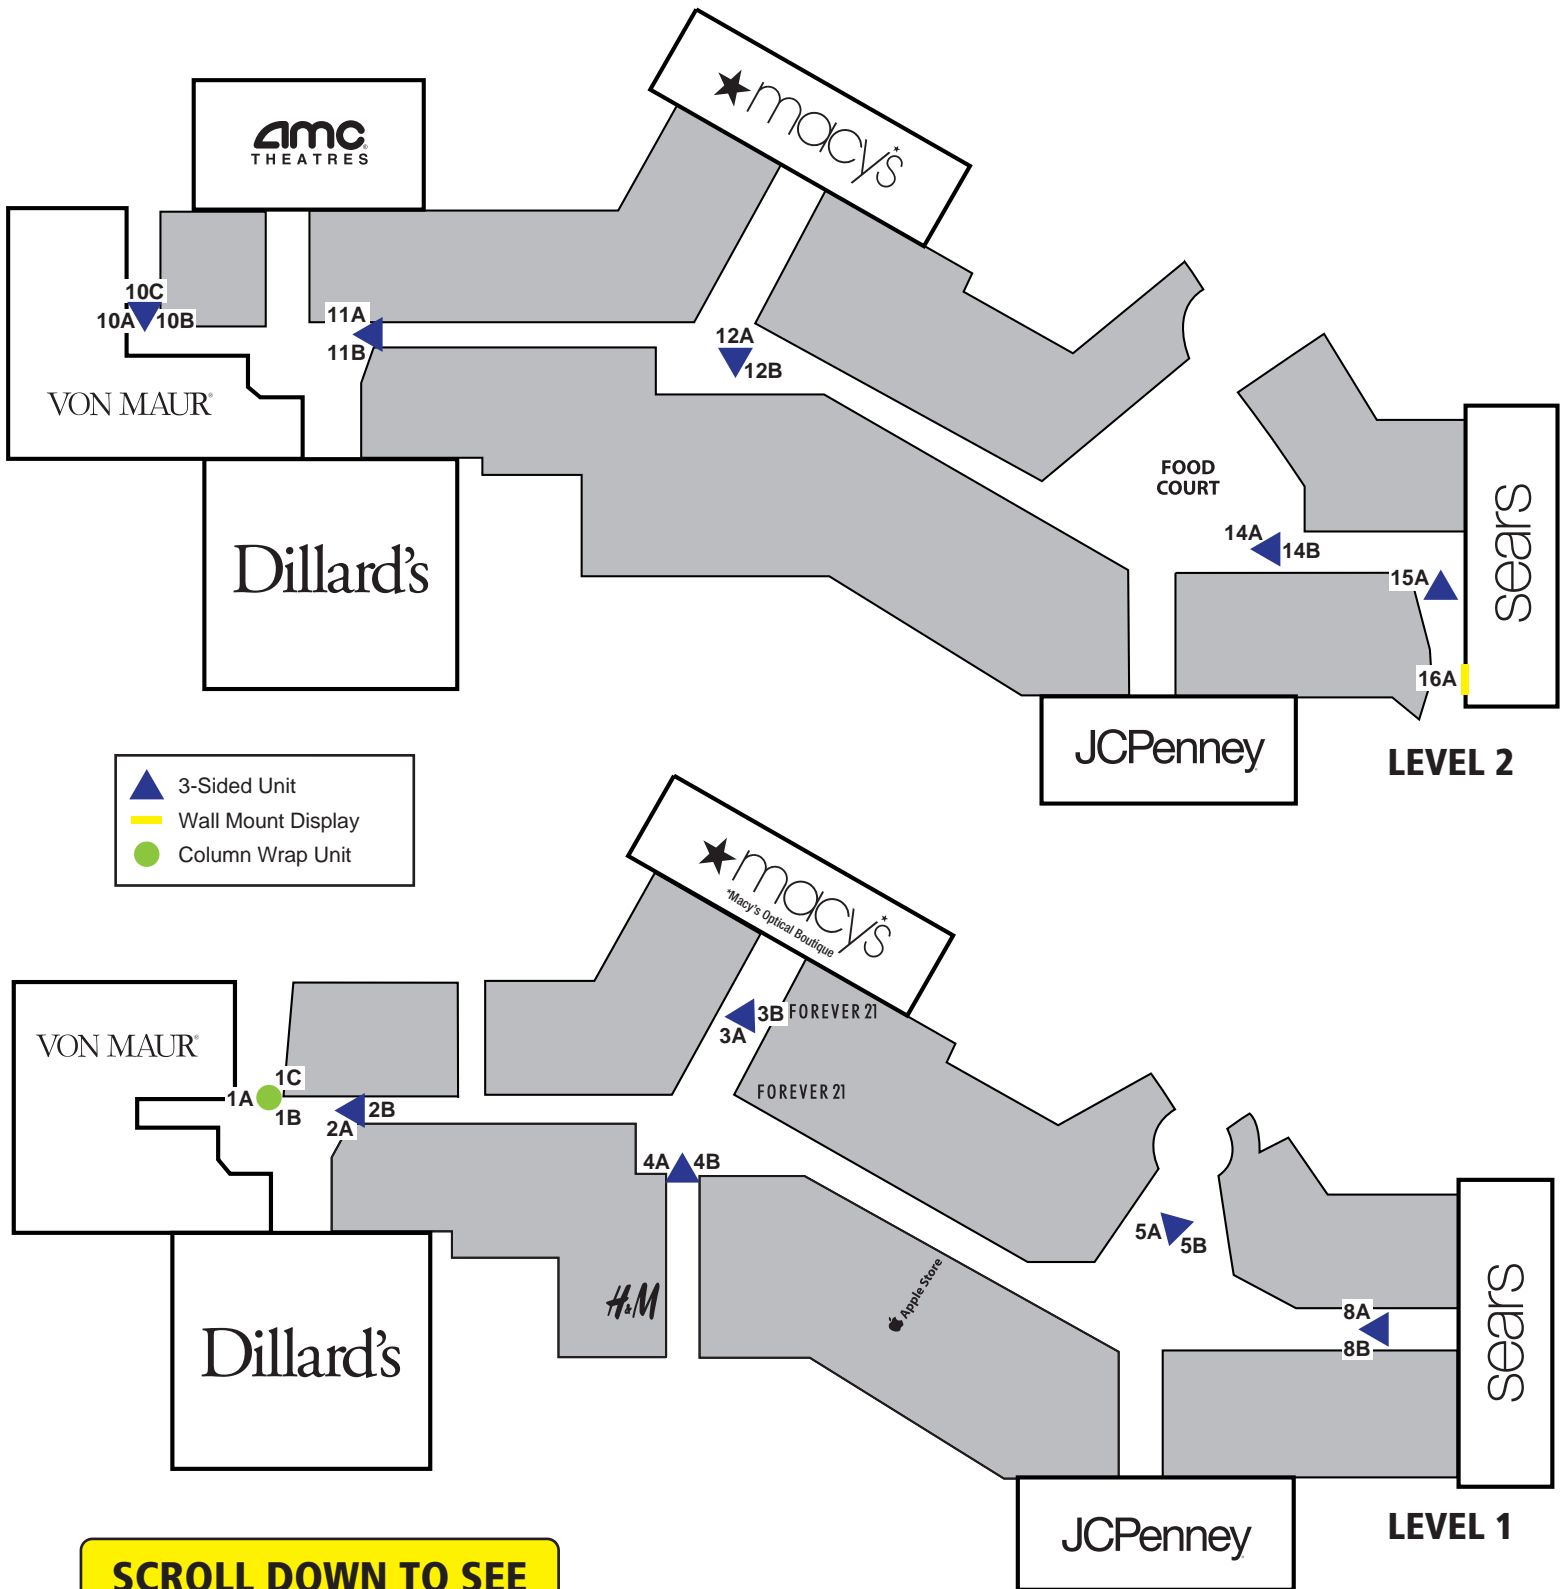 macy's
amc
THEATRES
10C
10A
10B
11A
11B
12A
12B
VON MAUR®
FOOD
COURT
sears
14A
14B
15A
Dillard's
16A
JCPenney
LEVEL 2
3-Sided Unit
Wall Mount Display
Column Wrap Unit
macy's
*Macy's Optical Boutique
3B
3A
FOREVER 21
VON MAUR®
1C
1A
1B
2B
2A
FOREVER 21
4A
4B
5A
5B
H&M
Apple Store
8A
8B
sears
Dillard's
JCPenney
LEVEL 1
SCROLL DOWN TO SEE